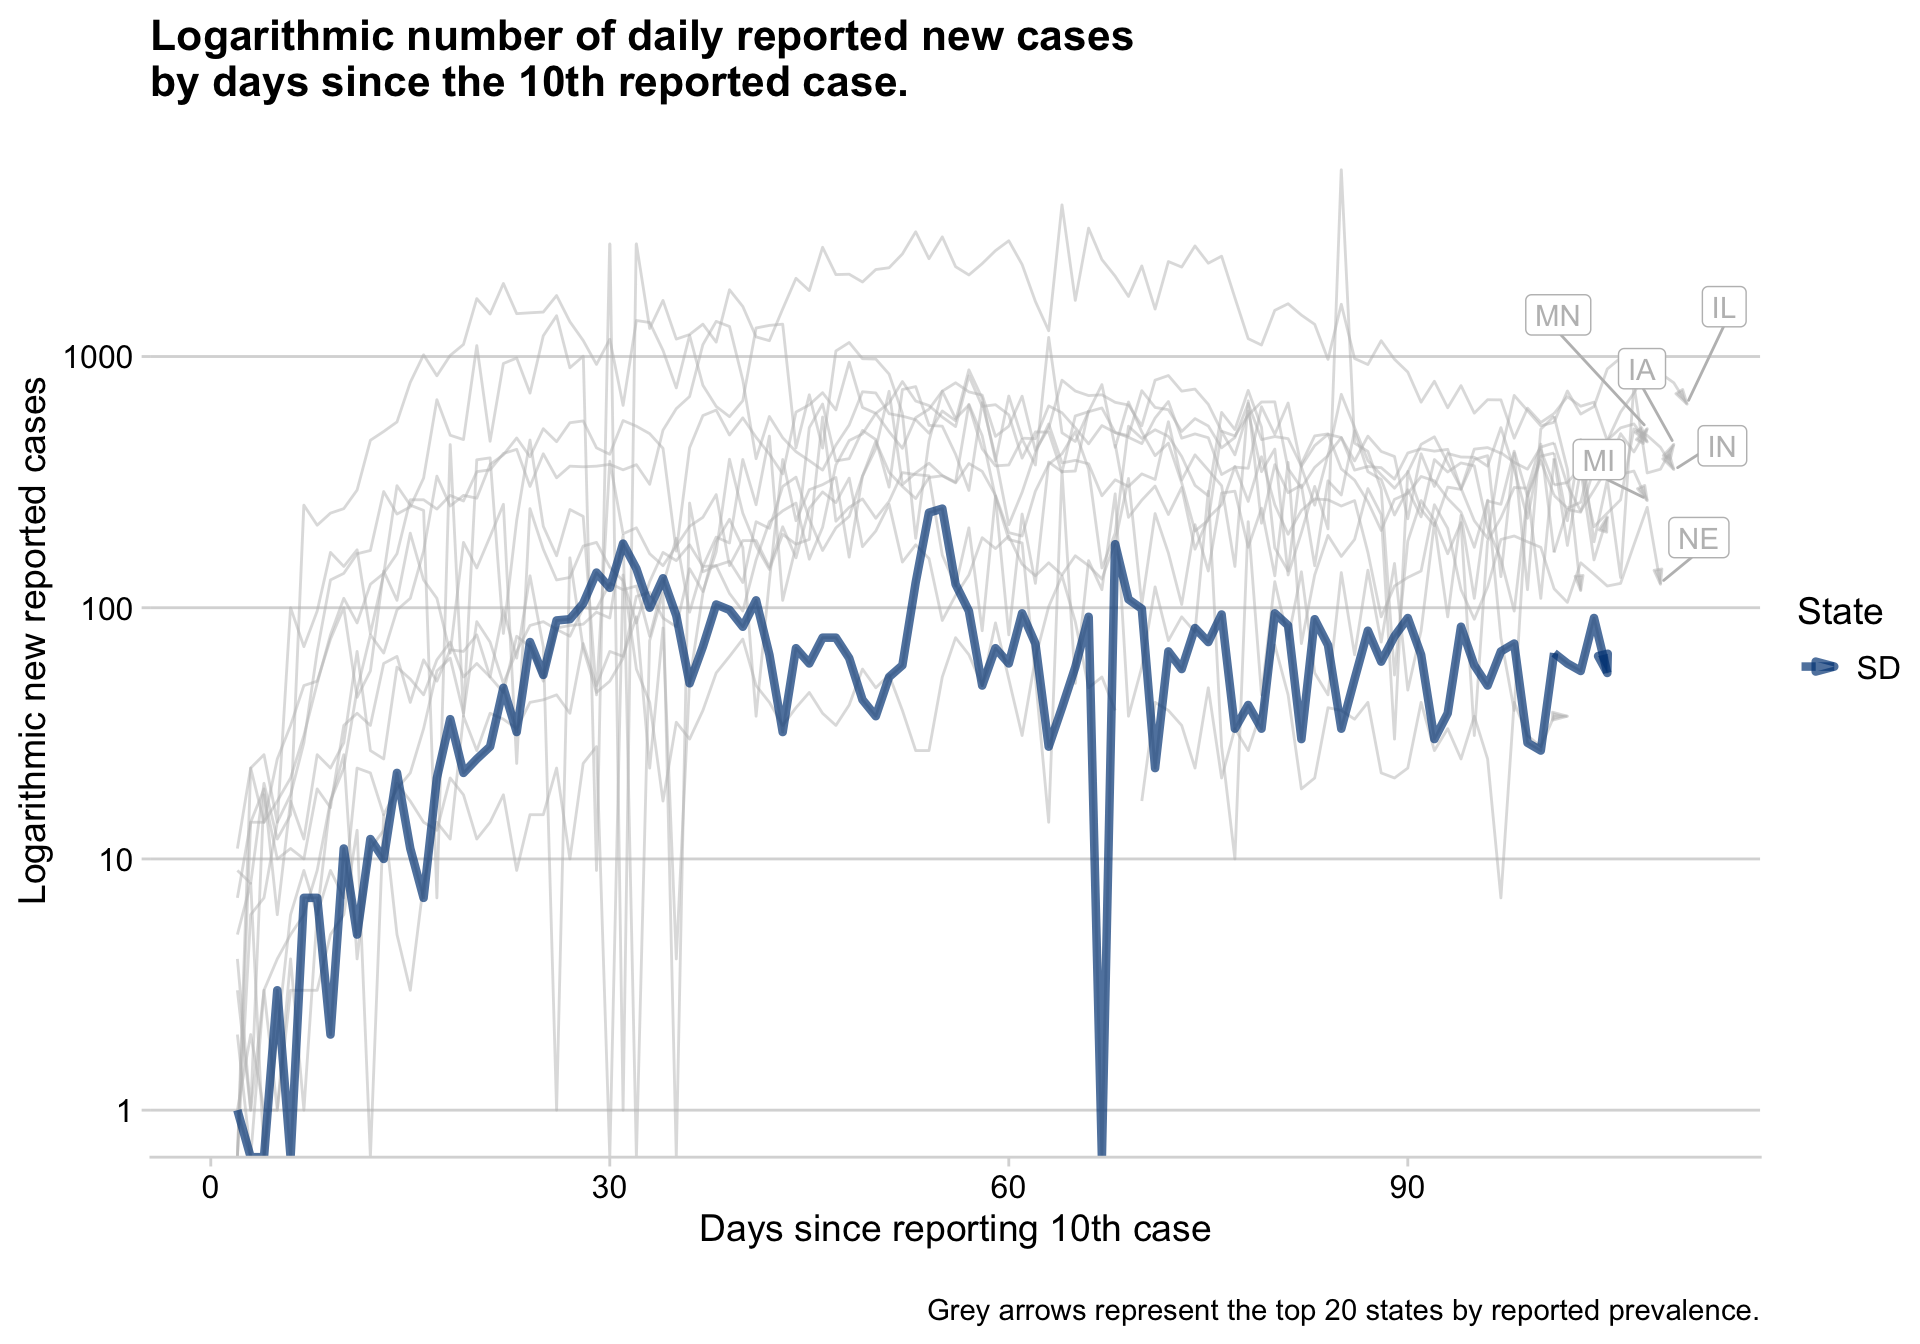 Logarithmic number of daily reported new cases
by days since the 10th reported case.
Logarithmic new reported cases
1000
100
10
1
MN
IL
IA
IN
MI
NE
State
SD
0
30
60
90
Days since reporting 10th case
Grey arrows represent the top 20 states by reported prevalence.